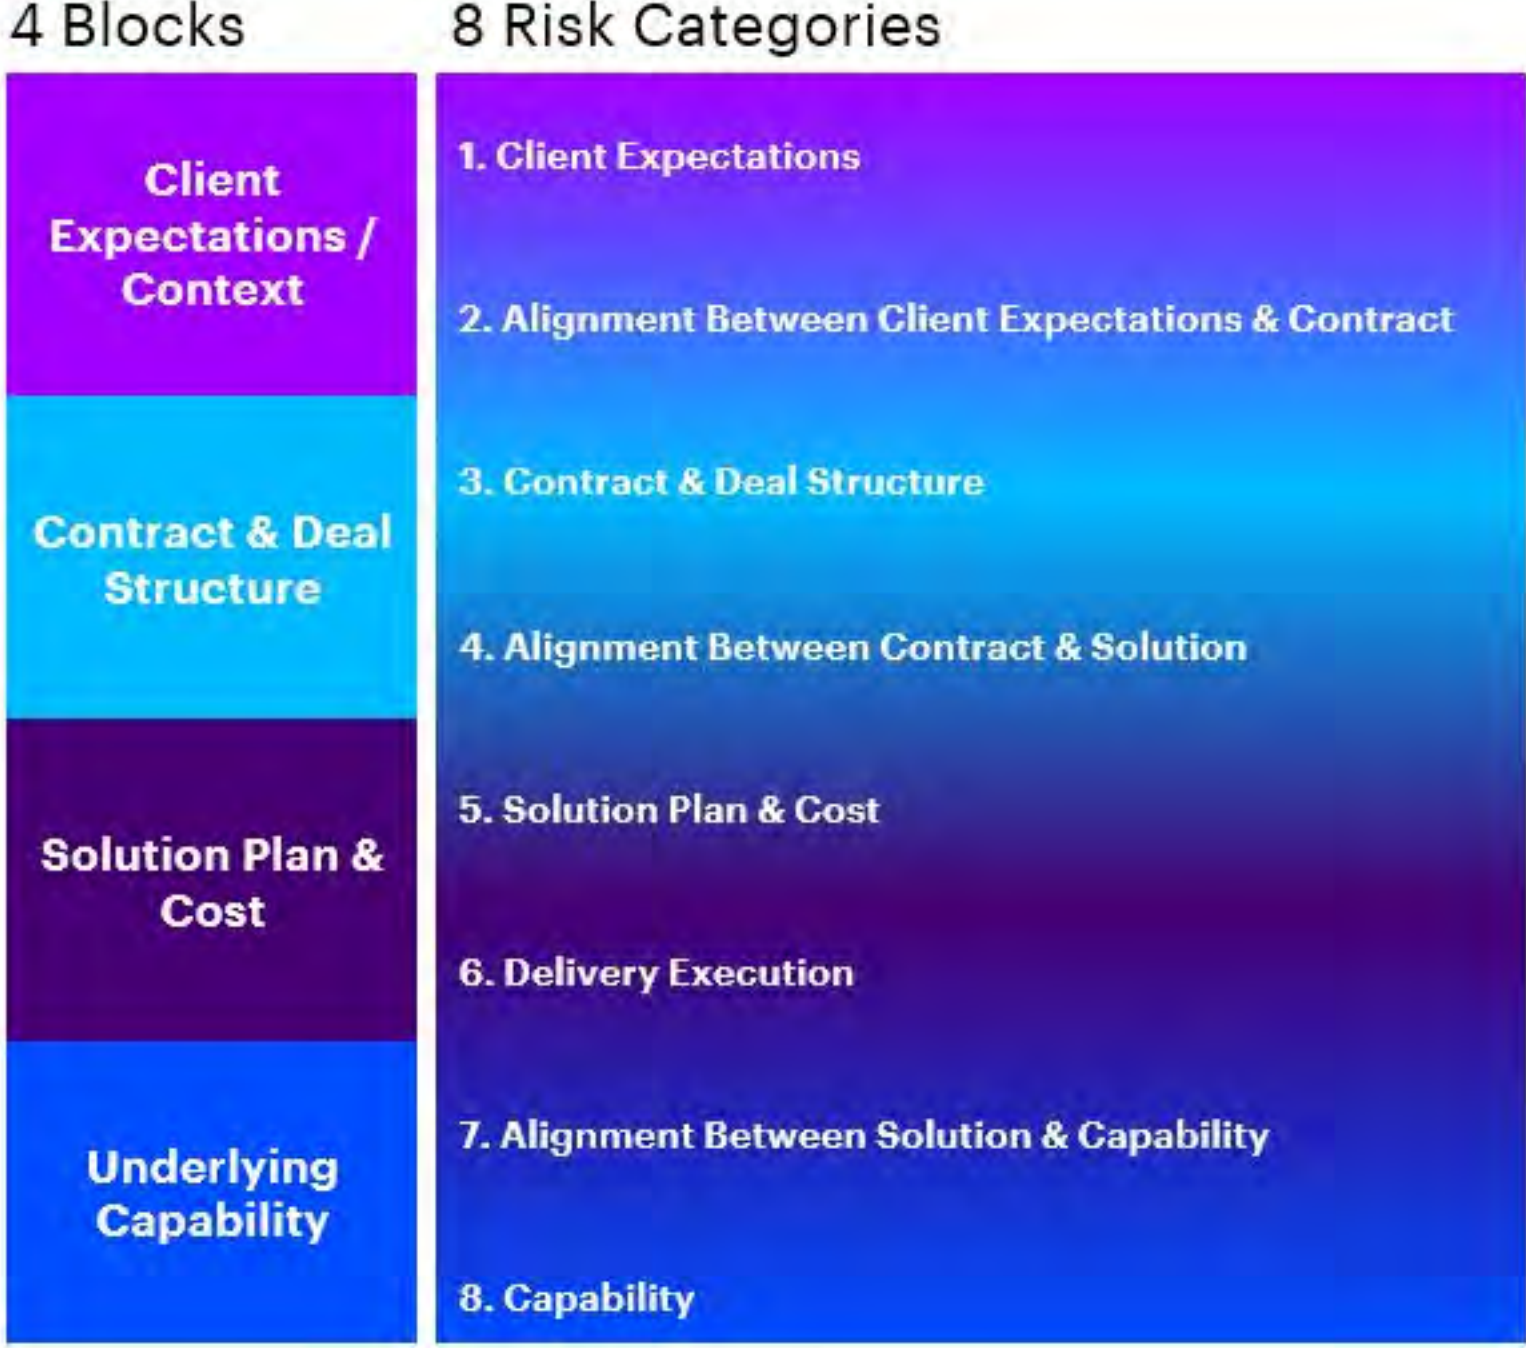 4 Blocks
8 Risk Categories
Client
Expectations /
Context
Contract & Deal
Structure
Solution Plan &
Cost
Underlying
Capability
1. Client Expectations
2. Alignment Between Client Expectations & Contract
3. Contract & Deal Structure
4. Alignment Between Contract & Solution
5. Solution Plan & Cost
6. Delivery Execution
7. Alignment Between Solution & Capability
8. Capability